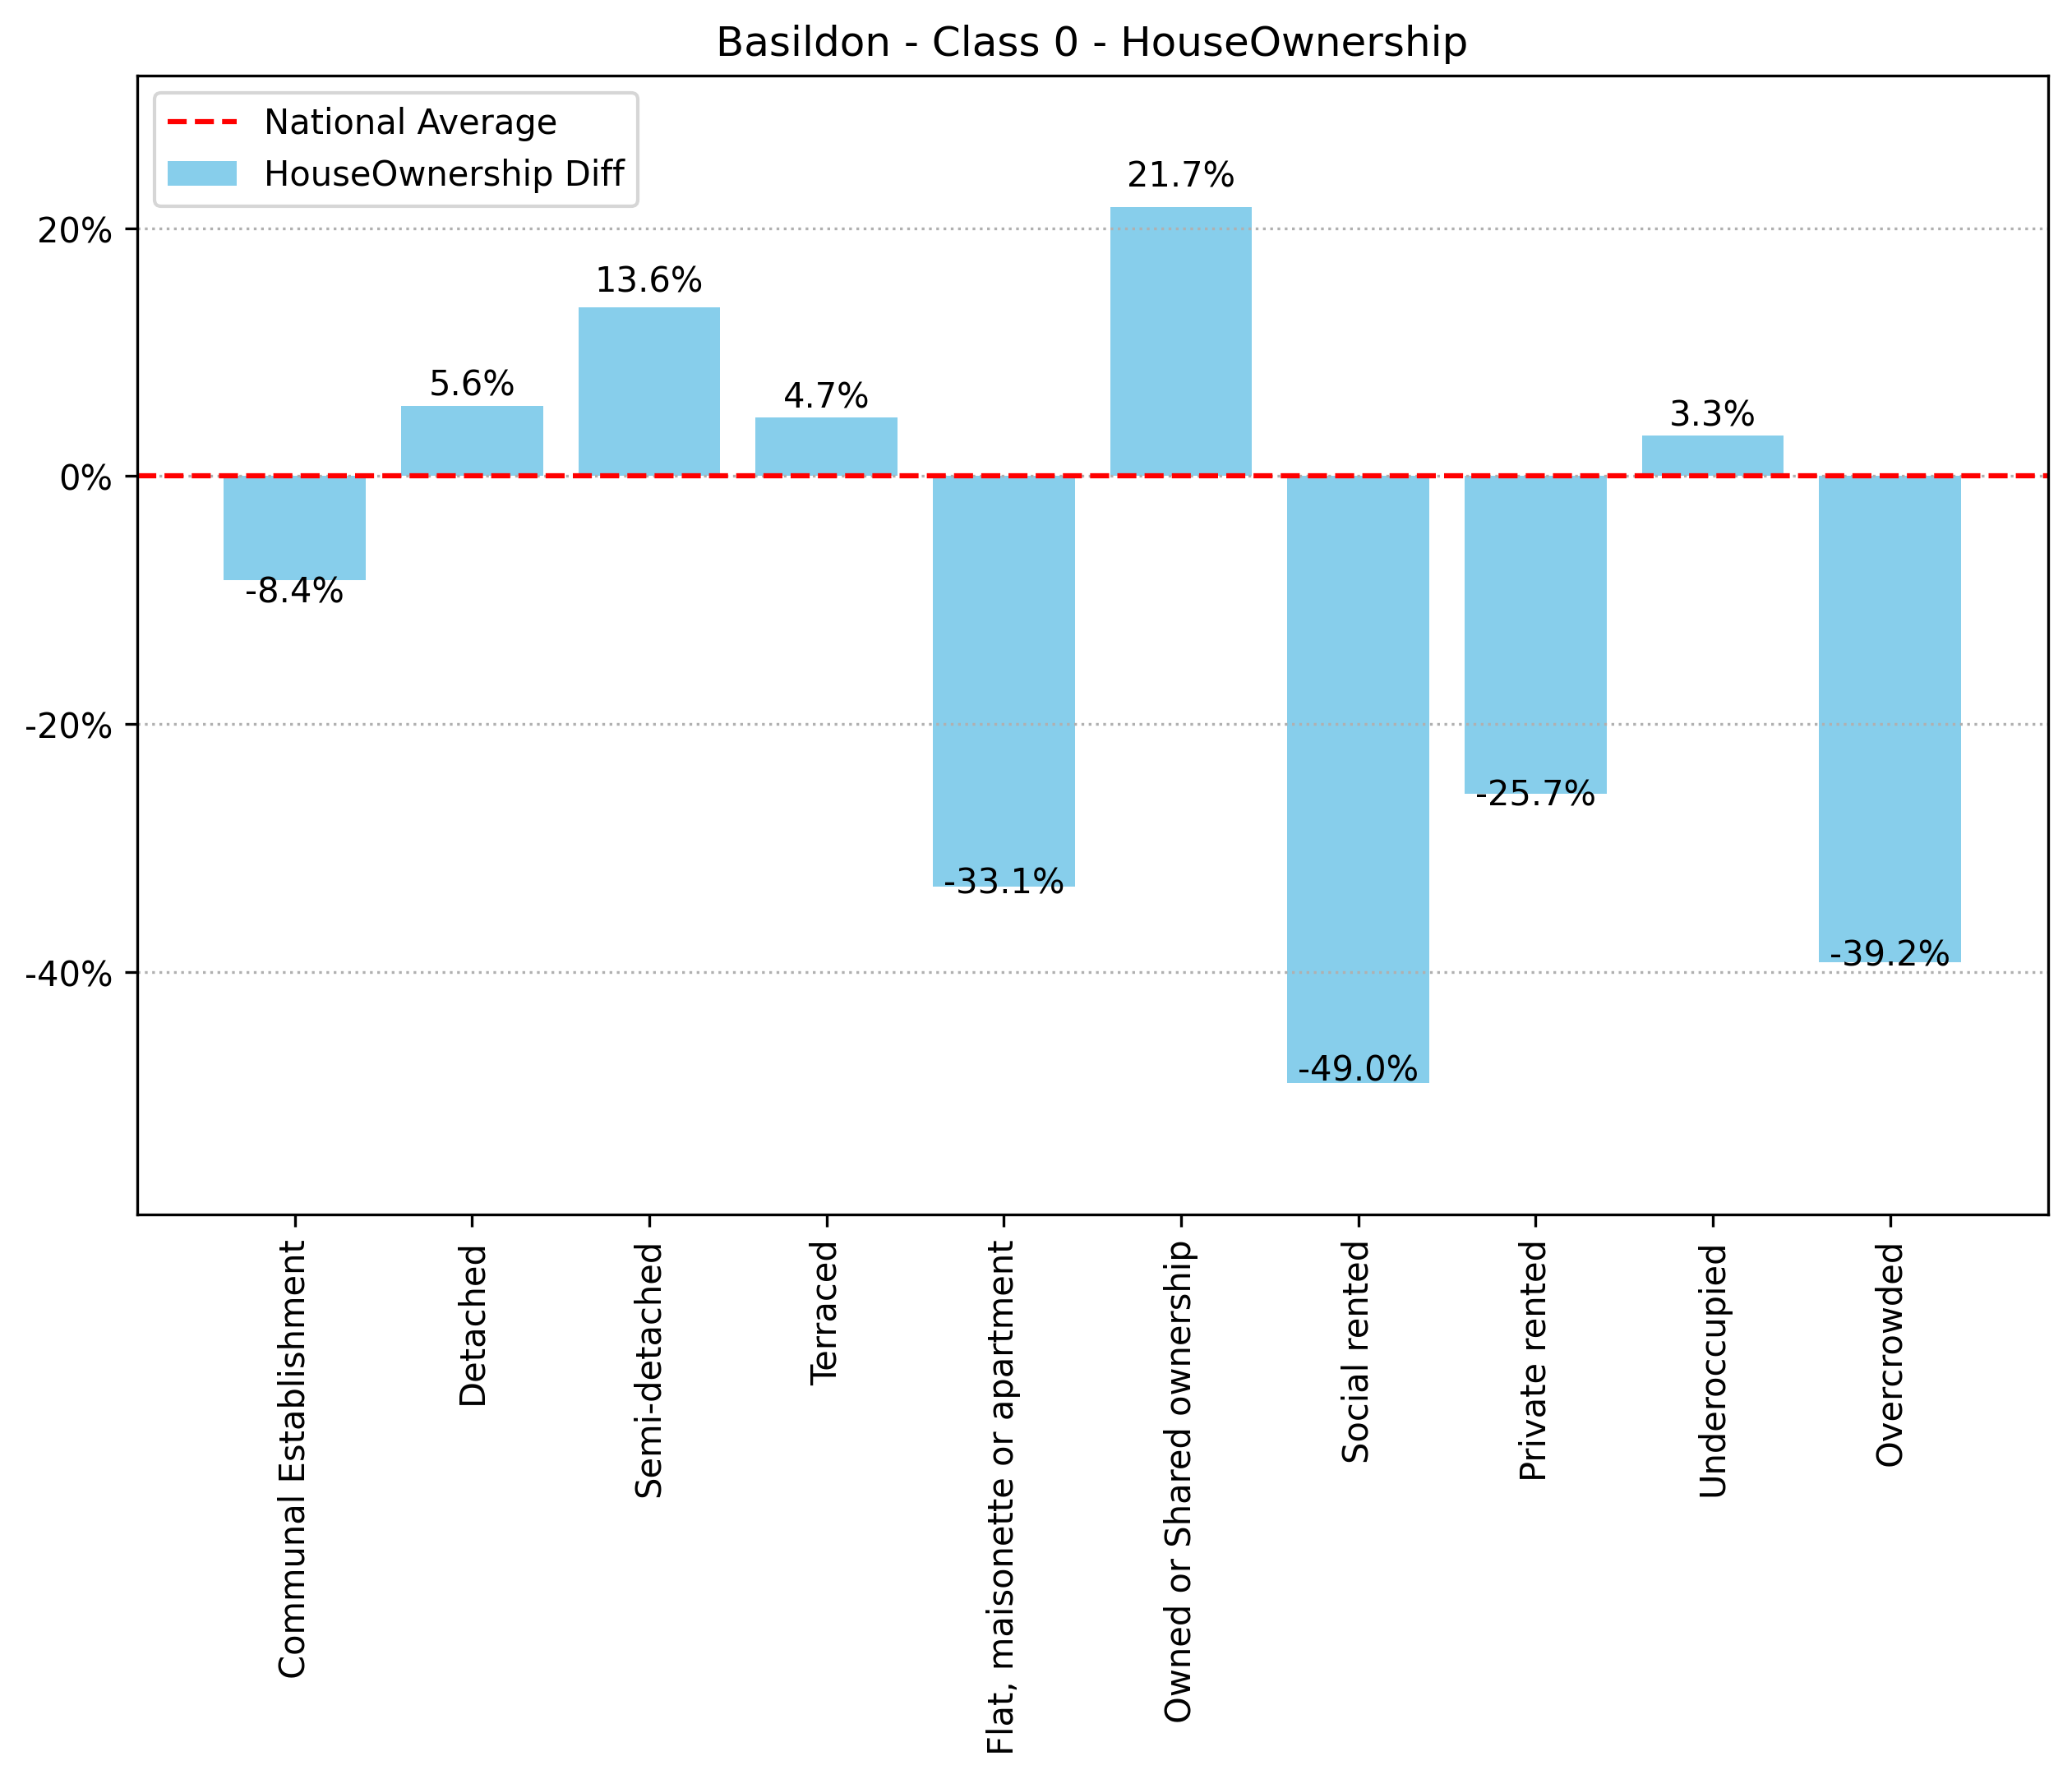 Basildon - Class 0 - HouseOwnership
National Average
HouseOwnership Diff
20%
0%
-20%
-40%
-8.4%
5.6%
13.6%
4.7%
-33.1%
21.7%
-49.0%
-25.7%
3.3%
-39.2%
Communal Establishment
Detached
Semi-detached
Terraced
Flat, maisonette or apartment
Owned or Shared ownership
Social rented
Private rented
Underoccupied
Overcrowded